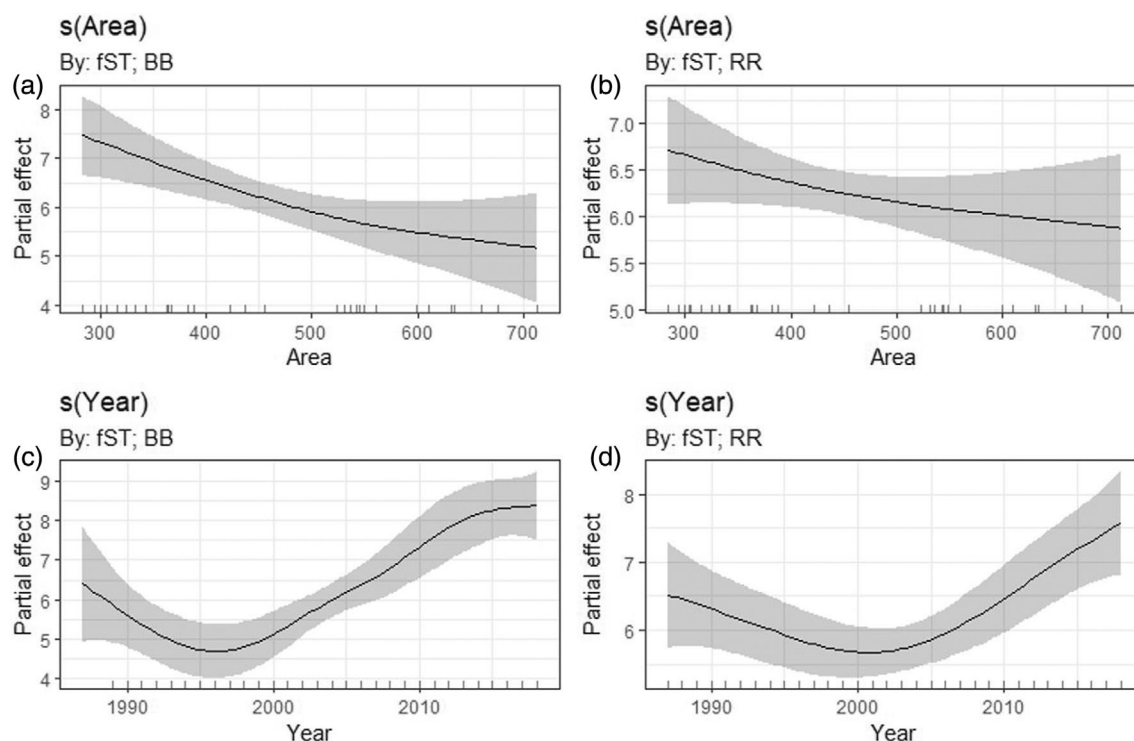 s(Area)
By: fST; BB
(a)
8
7
6
5
4
Partial effect
300 400 500 600 700
Area
s(Area)
By: fST; RR
(b)
7.0
6.5
6.0
5.5
5.0
Partial effect
300 400 500 600 700
Area
s(Year)
By: fST; BB
(c)
9
8
7
6
5
4
Partial effect
1990 2000 2010
Year
s(Year)
By: fST; RR
(d)
8
7
6
Partial effect
1990 2000 2010
Year